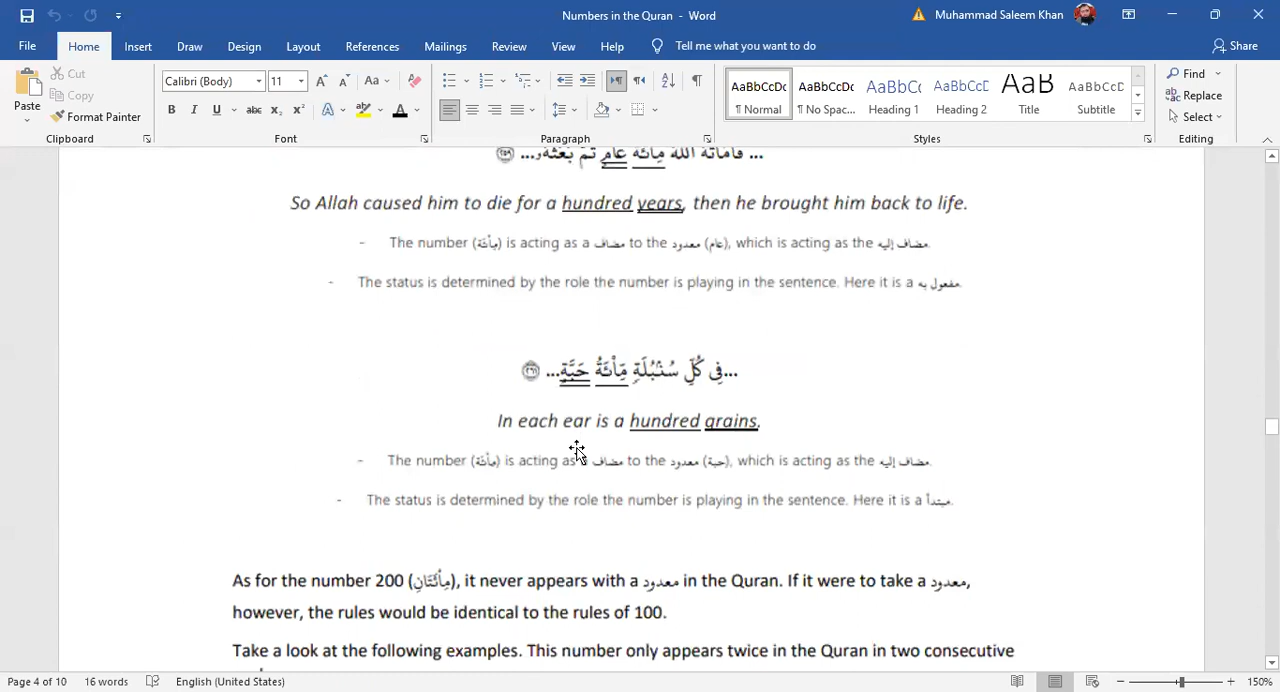 Numbers in the Quran - Word
Muhammad Saleem Khan
File Home Insert Draw Design Layout References Mailings Review View Help Tell me what you want to do Share
Paste Cut Copy Format Painter
Calibri (Body) 11
AaBbCcDc AaBbCcDc AaBbCc AaBbCcD AaB AaBbCcD
¶ Normal ¶ No Spac... Heading 1 Heading 2 Title Subtitle
Find Replace Select
Clipboard Font Paragraph Styles Editing
... فَأَمَاتَهُ اللَّهُ مِائَةَ عَامٍ ثُمَّ بَعَثَهُ... ٢٥٩
So Allah caused him to die for a hundred years, then he brought him back to life.
- The number (مِأئَة) is acting as a مضاف to the معدود (عام), which is acting as the مضاف إليه.
- The status is determined by the role the number is playing in the sentence. Here it is a مفعول به.
...فِى كُلِّ سُنۢبُلَةٍ مِّا۟ئَةُ حَبَّةٍ... ٢٦١
In each ear is a hundred grains.
- The number (مِأئَة) is acting as a مضاف to the معدود (حبة), which is acting as the مضاف إليه.
- The status is determined by the role the number is playing in the sentence. Here it is a مبتدأ.
As for the number 200 (مِأْئَتَانِ), it never appears with a معدود in the Quran. If it were to take a معدود,
however, the rules would be identical to the rules of 100.
Take a look at the following examples. This number only appears twice in the Quran in two consecutive
Page 4 of 10 16 words English (United States) 150%